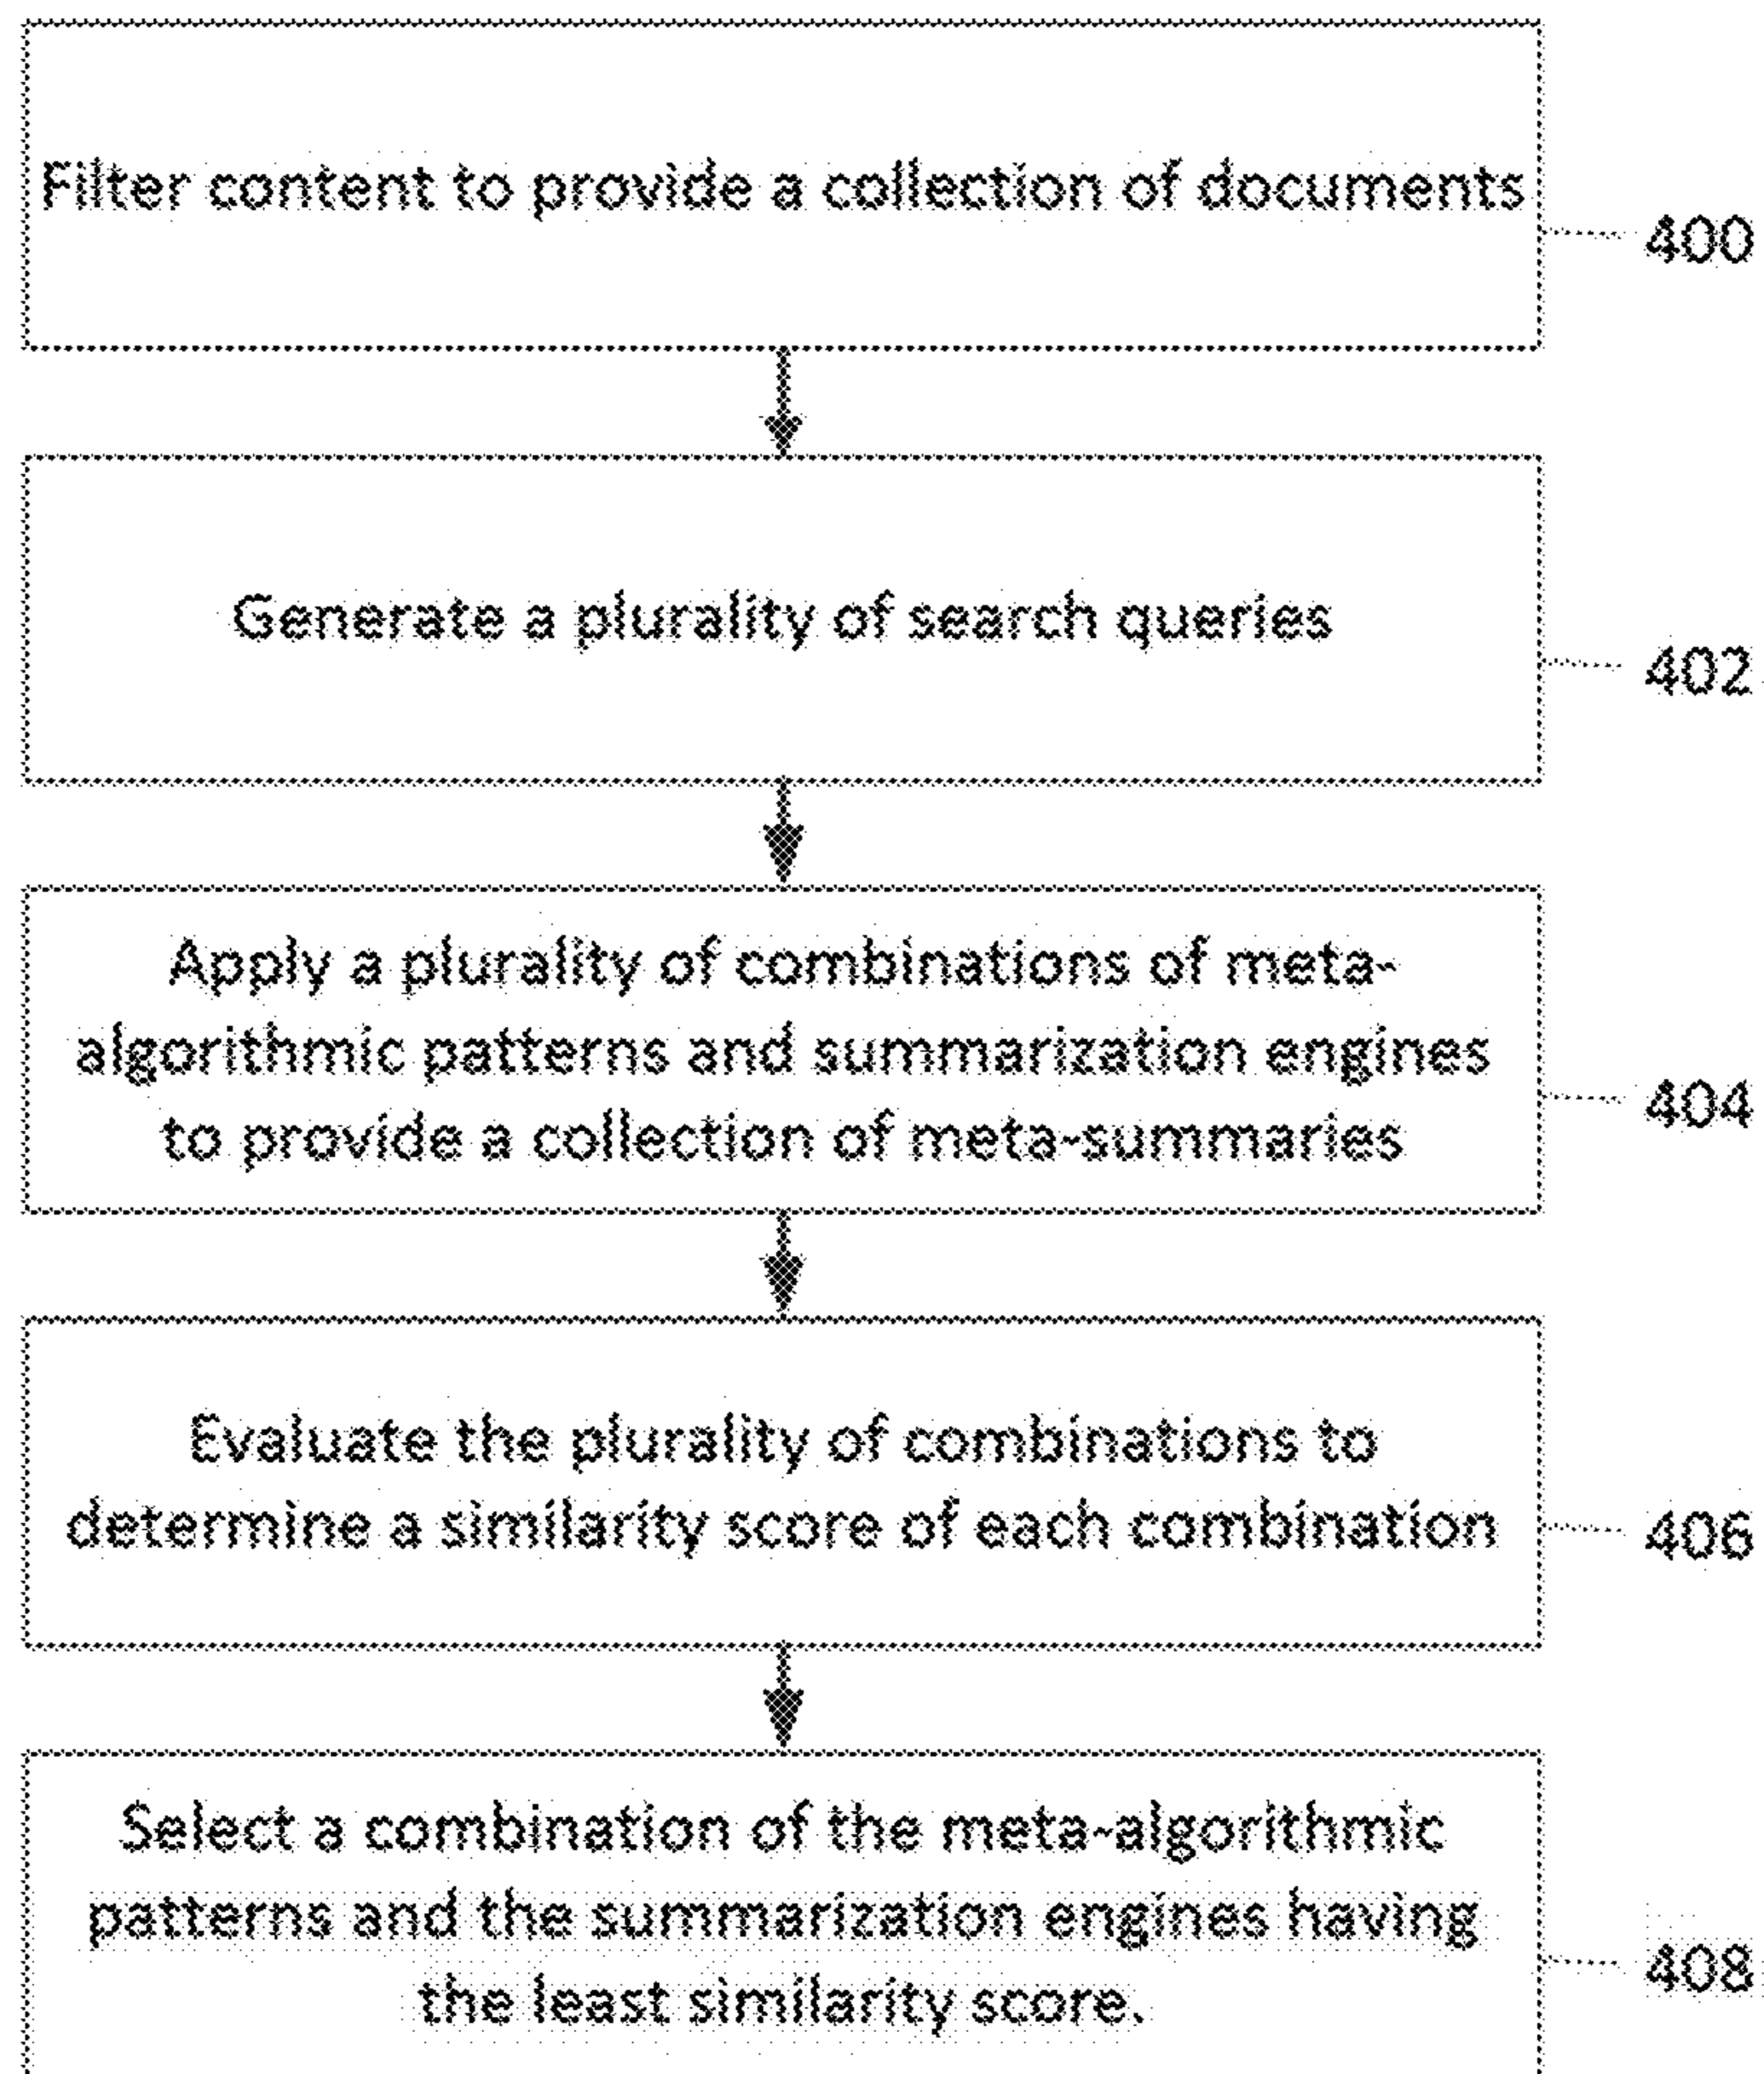 Filter content to provide a collection of documents
400
Generate a plurality of search queries
402
Apply a plurality of combinations of meta-
algorithmic patterns and summarization engines
to provide a collection of meta-summaries
404
Evaluate the plurality of combinations to
determine a similarity score of each combination
406
Select a combination of the meta-algorithmic
patterns and the summarization engines having
the least similarity score.
408